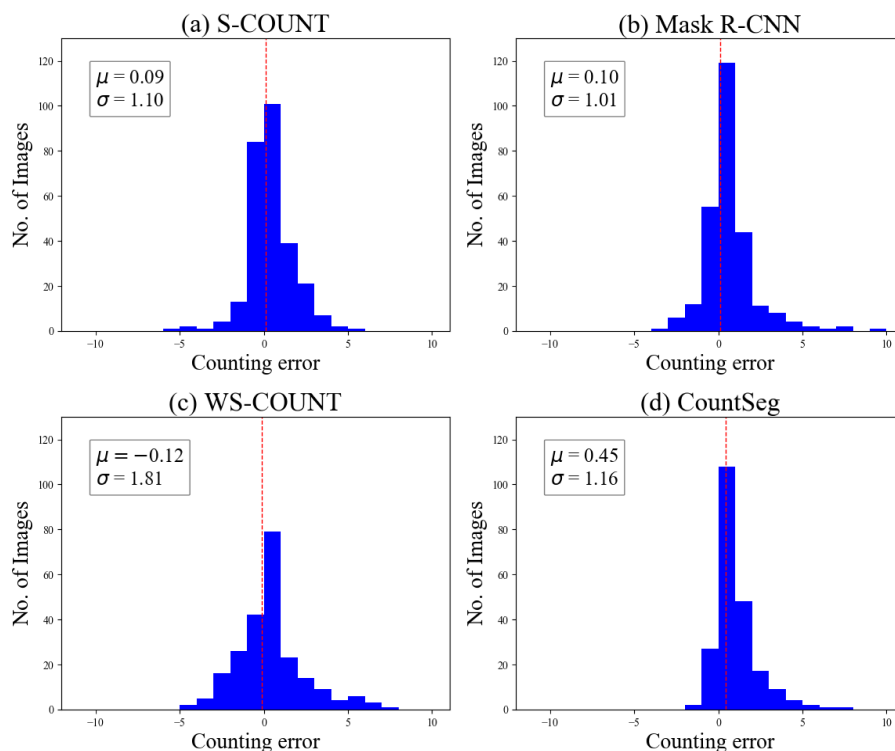 (a) S-COUNT
μ = 0.09
σ = 1.10
No. of Images
120
100
80
60
40
20
0
−10 −5 0 5 10
Counting error
(b) Mask R-CNN
μ = 0.10
σ = 1.01
No. of Images
120
100
80
60
40
20
0
−10 −5 0 5 10
Counting error
(c) WS-COUNT
μ = −0.12
σ = 1.81
No. of Images
120
100
80
60
40
20
0
−10 −5 0 5 10
Counting error
(d) CountSeg
μ = 0.45
σ = 1.16
No. of Images
120
100
80
60
40
20
0
−10 −5 0 5 10
Counting error